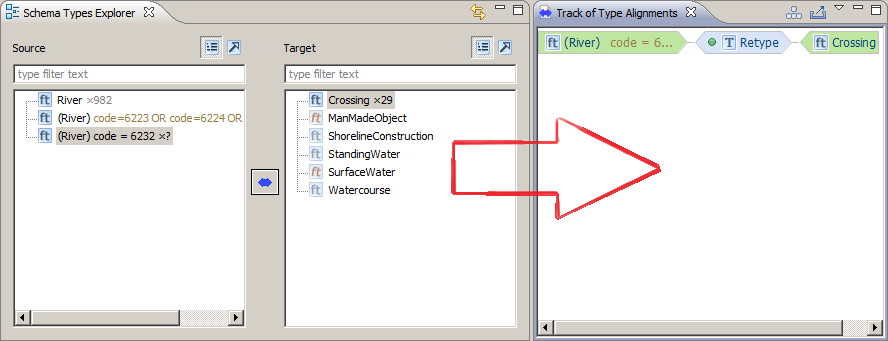 Schema Types Explorer
Source
Target
type filter text
type filter text
ft River ×982
ft (River) code=6223 OR code=6224 OR
ft (River) code = 6232 ×?
ft Crossing ×29
ft ManMadeObject
ft ShorelineConstruction
ft StandingWater
ft SurfaceWater
ft Watercourse
Track of Type Alignments
ft (River) code = 6... T Retype ft Crossing